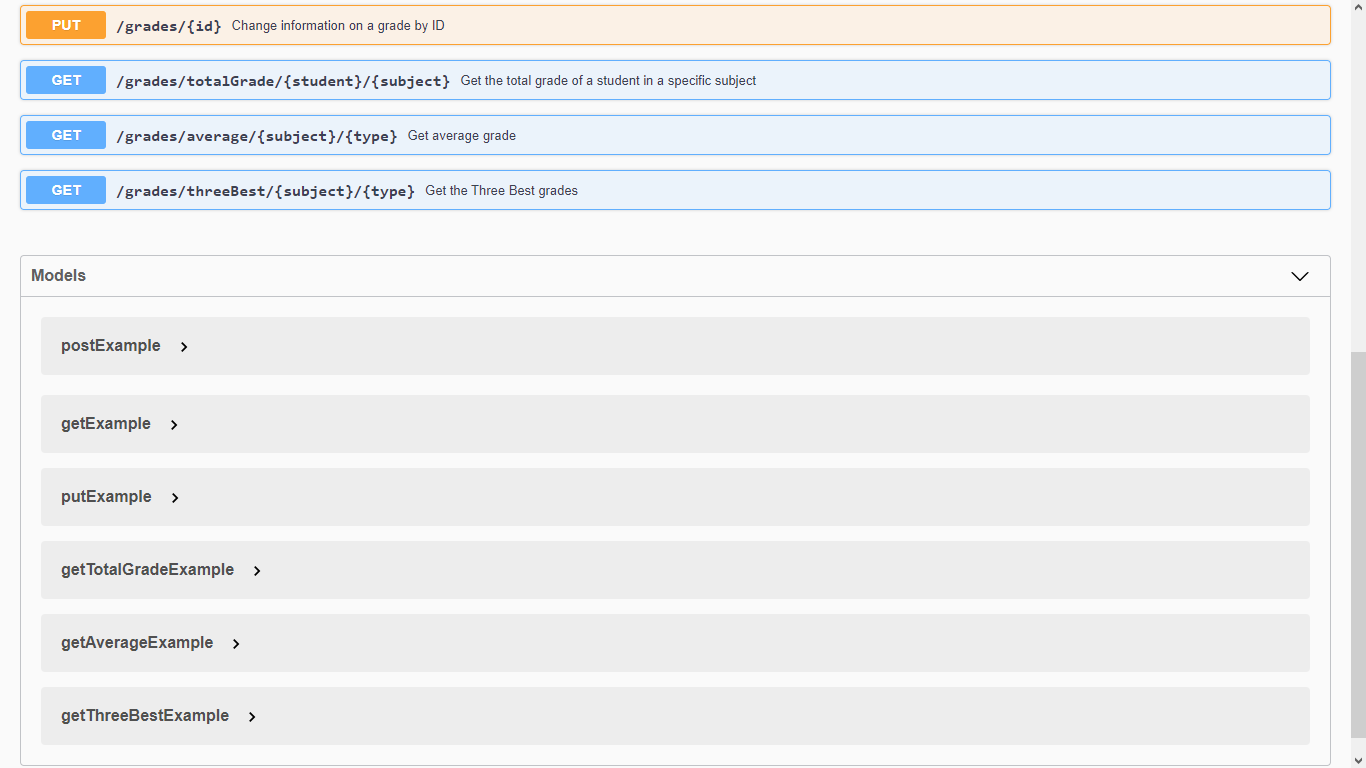 PUT /grades/{id} Change information on a grade by ID
GET /grades/totalGrade/{student}/{subject} Get the total grade of a student in a specific subject
GET /grades/average/{subject}/{type} Get average grade
GET /grades/threeBest/{subject}/{type} Get the Three Best grades
Models
postExample
getExample
putExample
getTotalGradeExample
getAverageExample
getThreeBestExample